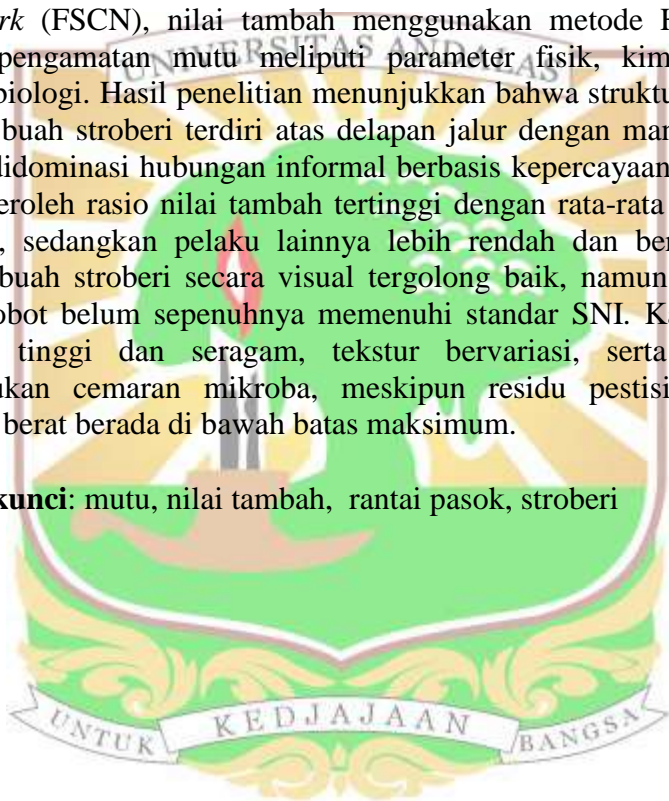 rk (FSCN), nilai tambah menggunakan metode
pengamatan mutu meliputi parameter fisik, kim
biologi. Hasil penelitian menunjukkan bahwa struktu
buah stroberi terdiri atas delapan jalur dengan man
didominasi hubungan informal berbasis kepercayaan
eroleh rasio nilai tambah tertinggi dengan rata-rata
, sedangkan pelaku lainnya lebih rendah dan ber
buah stroberi secara visual tergolong baik, namun
obot belum sepenuhnya memenuhi standar SNI. Ka
tinggi dan seragam, tekstur bervariasi, serta
ukan cemaran mikroba, meskipun residu pestisi
berat berada di bawah batas maksimum.
kunci: mutu, nilai tambah, rantai pasok, stroberi
UNIVERSITAS ANDALAS
UNTUK KEDJAJAAN BANGSA